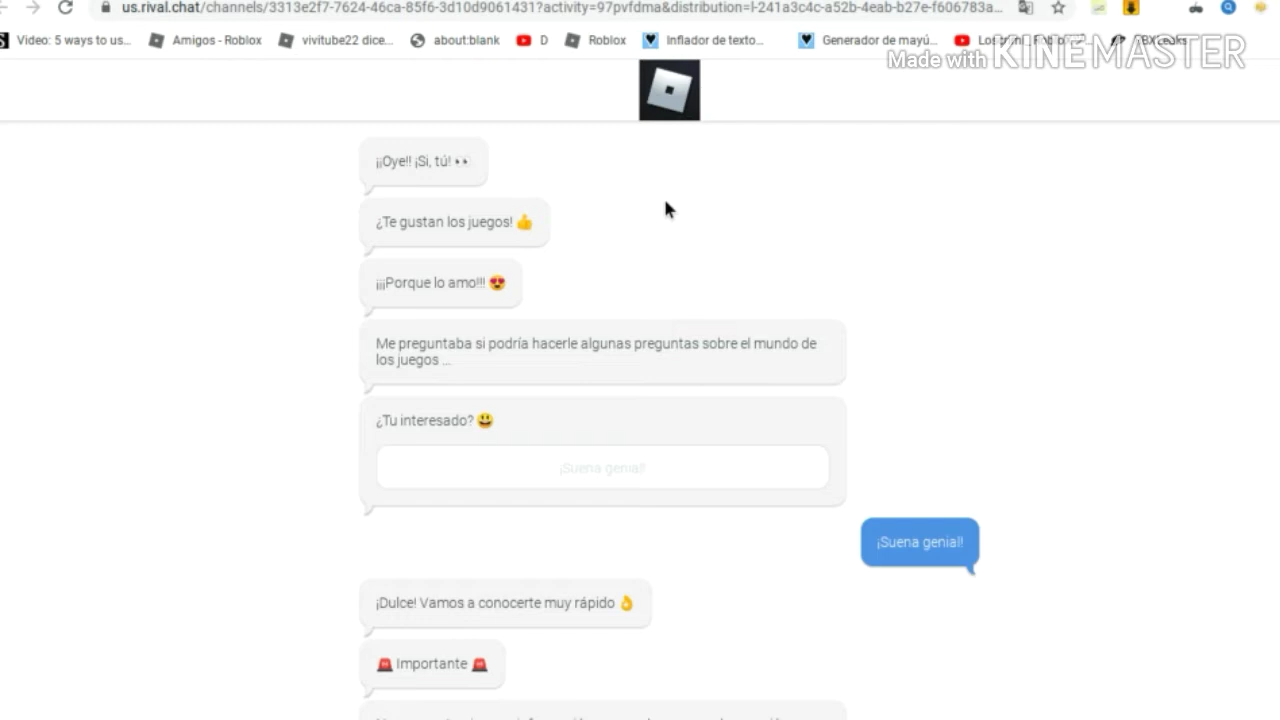 us.rival.chat/channels/3313e2f7-7624-46ca-85f6-3d10d9061431?activity=97pvfdma&distribution=l-241a3c4c-a52b-4eab-b27e-f606783a...
Video: 5 ways to us... Amigos - Roblox vivitube22 dice... about:blank D Roblox Inflador de texto... Generador de mayú...
Made with KINEMASTER
¡¡Oye!! ¡Si, tú! 👀
¿Te gustan los juegos! 👍
¡¡¡Porque lo amo!!! 😍
Me preguntaba si podría hacerle algunas preguntas sobre el mundo de
los juegos ...
¿Tu interesado? 😃
¡Suena genial!
¡Suena genial!
¡Dulce! Vamos a conocerte muy rápido 👌
🚨 Importante 🚨